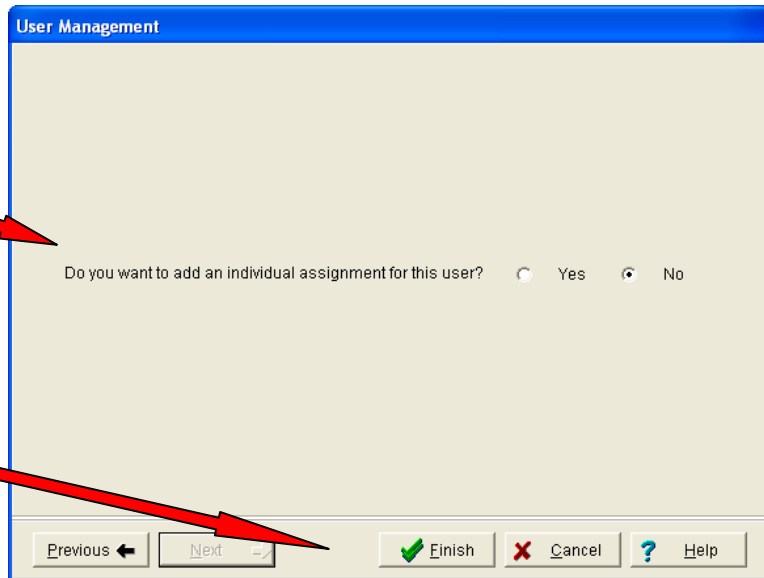 User Management
Do you want to add an individual assignment for this user? Yes No
Previous Next Finish Cancel ? Help